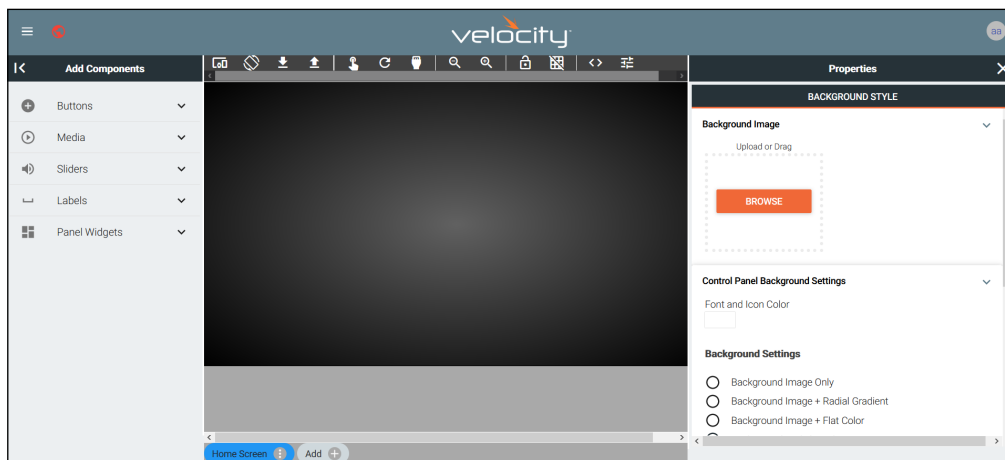 velocity
aa
Add Components
Properties
BACKGROUND STYLE
Buttons
Media
Sliders
Labels
Panel Widgets
Background Image
Upload or Drag
BROWSE
Control Panel Background Settings
Font and Icon Color
Background Settings
Background Image Only
Background Image + Radial Gradient
Background Image + Flat Color
Home Screen
Add